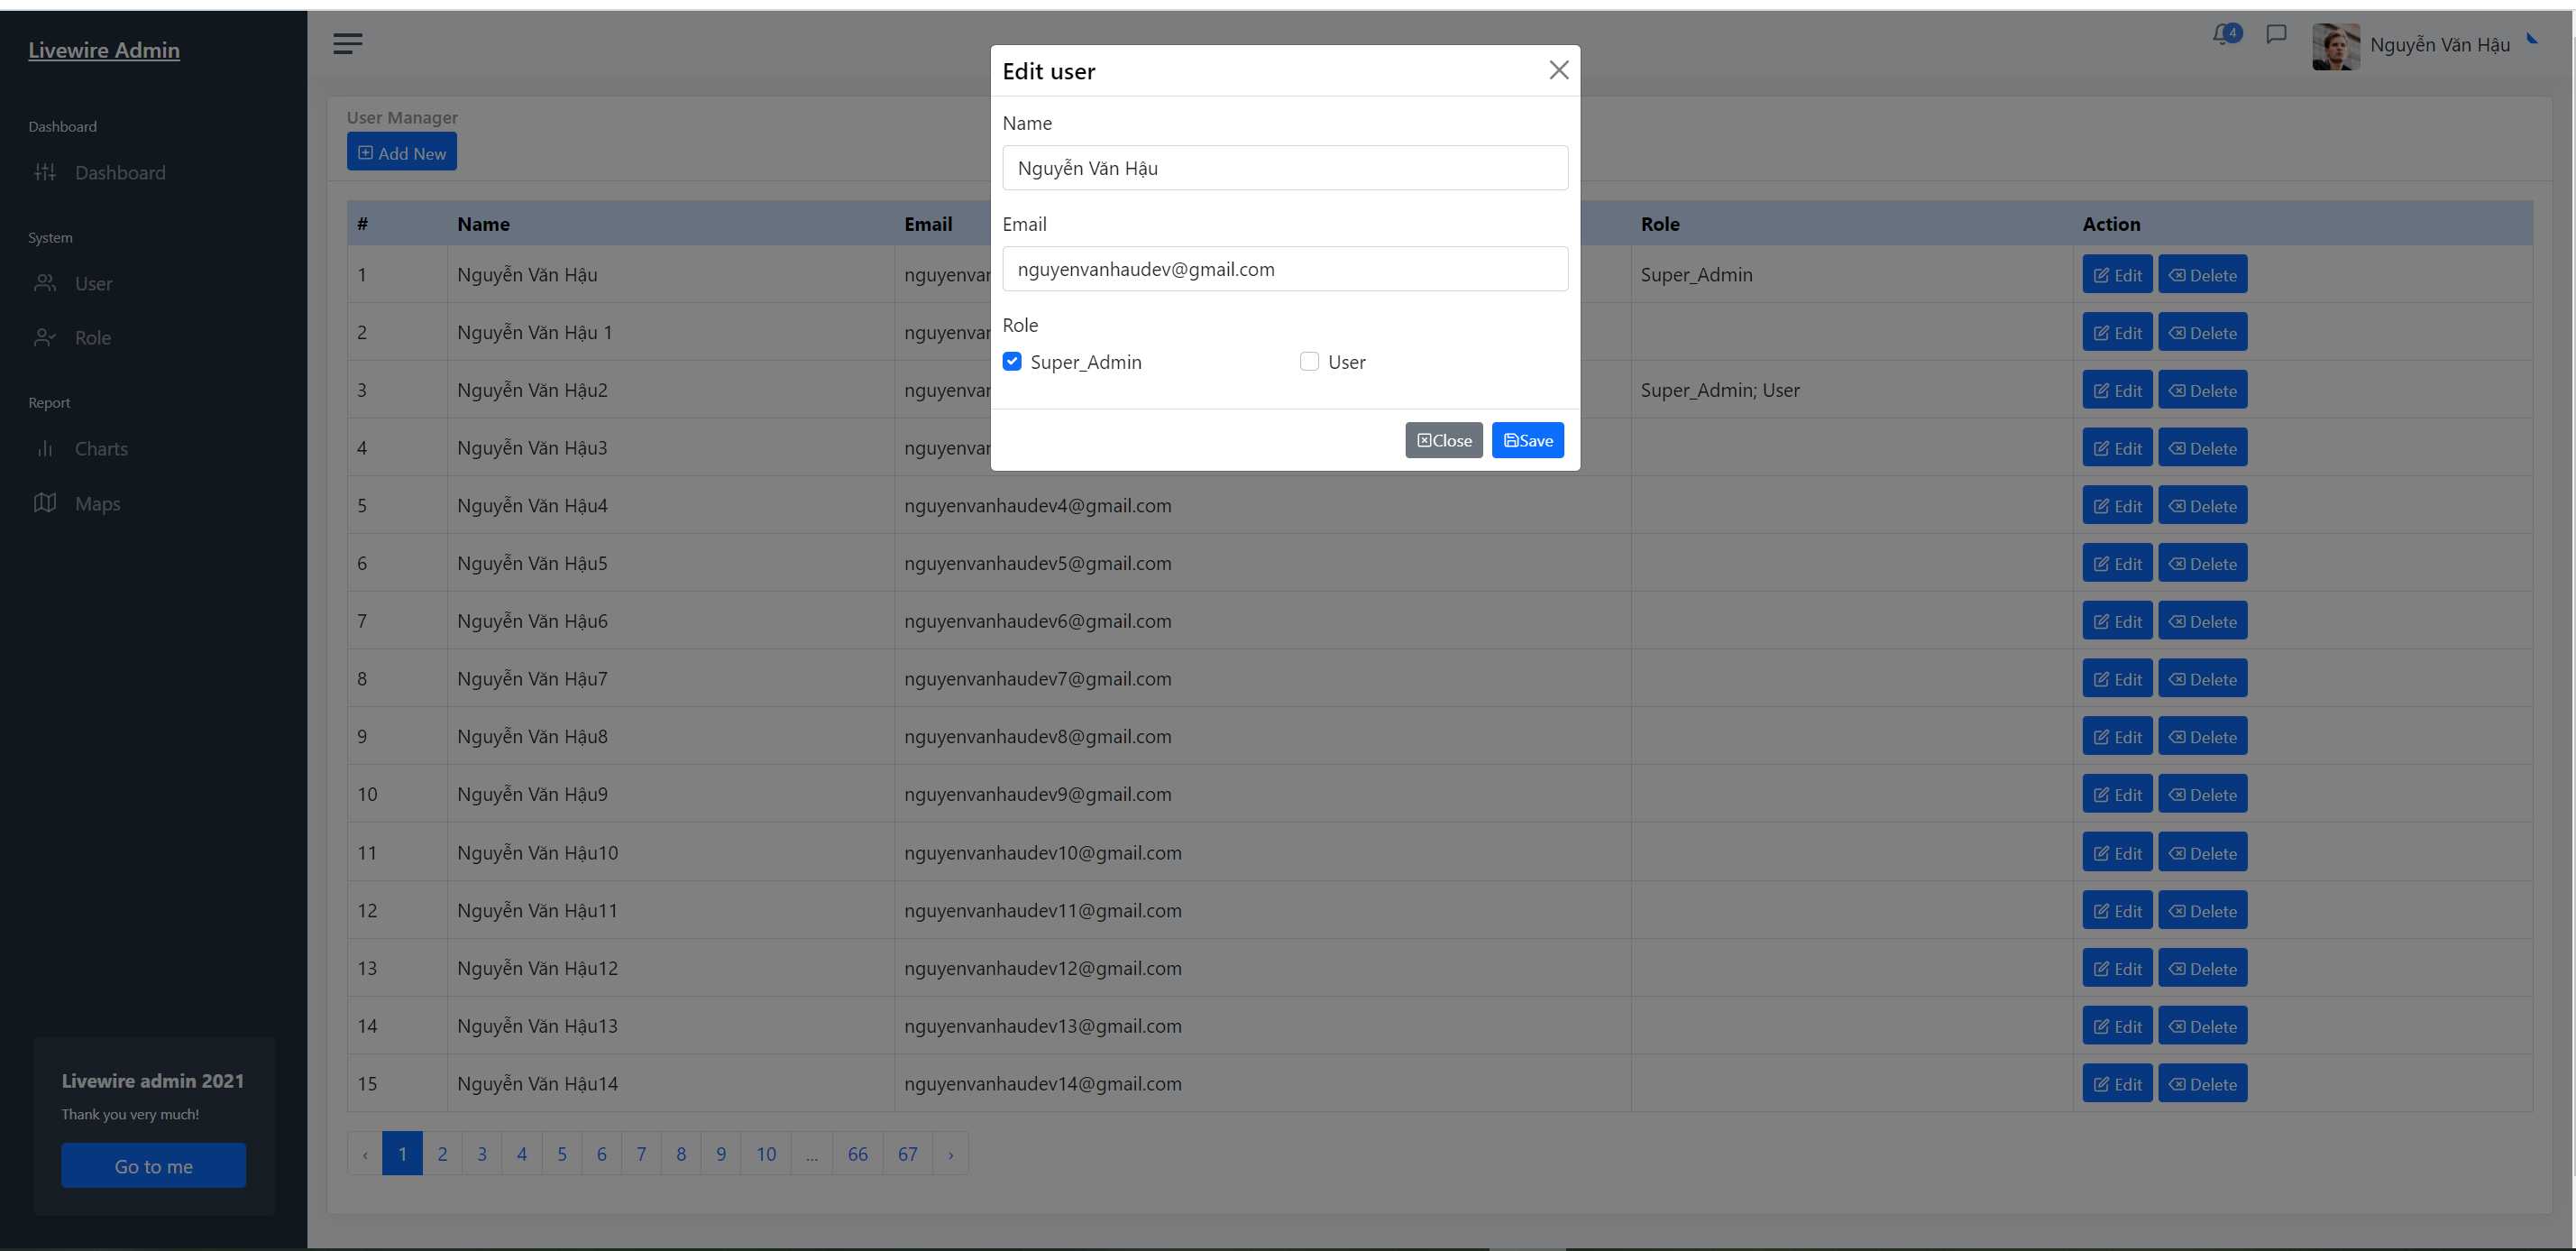 Livewire Admin
Dashboard
Dashboard
System
User
Role
Report
Charts
Maps
Livewire admin 2021
Thank you very much!
Go to me
4
Nguyễn Văn Hậu
User Manager
Add New
Edit user
Name
Nguyễn Văn Hậu
Email
nguyenvanhaudev@gmail.com
Role
Super_Admin User
Close Save
# Name Email Role Action
1 Nguyễn Văn Hậu Super_Admin Edit Delete
2 Nguyễn Văn Hậu 1 Edit Delete
3 Nguyễn Văn Hậu2 Super_Admin; User Edit Delete
4 Nguyễn Văn Hậu3 Edit Delete
5 Nguyễn Văn Hậu4 nguyenvanhaudev4@gmail.com Edit Delete
6 Nguyễn Văn Hậu5 nguyenvanhaudev5@gmail.com Edit Delete
7 Nguyễn Văn Hậu6 nguyenvanhaudev6@gmail.com Edit Delete
8 Nguyễn Văn Hậu7 nguyenvanhaudev7@gmail.com Edit Delete
9 Nguyễn Văn Hậu8 nguyenvanhaudev8@gmail.com Edit Delete
10 Nguyễn Văn Hậu9 nguyenvanhaudev9@gmail.com Edit Delete
11 Nguyễn Văn Hậu10 nguyenvanhaudev10@gmail.com Edit Delete
12 Nguyễn Văn Hậu11 nguyenvanhaudev11@gmail.com Edit Delete
13 Nguyễn Văn Hậu12 nguyenvanhaudev12@gmail.com Edit Delete
14 Nguyễn Văn Hậu13 nguyenvanhaudev13@gmail.com Edit Delete
15 Nguyễn Văn Hậu14 nguyenvanhaudev14@gmail.com Edit Delete
‹ 1 2 3 4 5 6 7 8 9 10 ... 66 67 ›